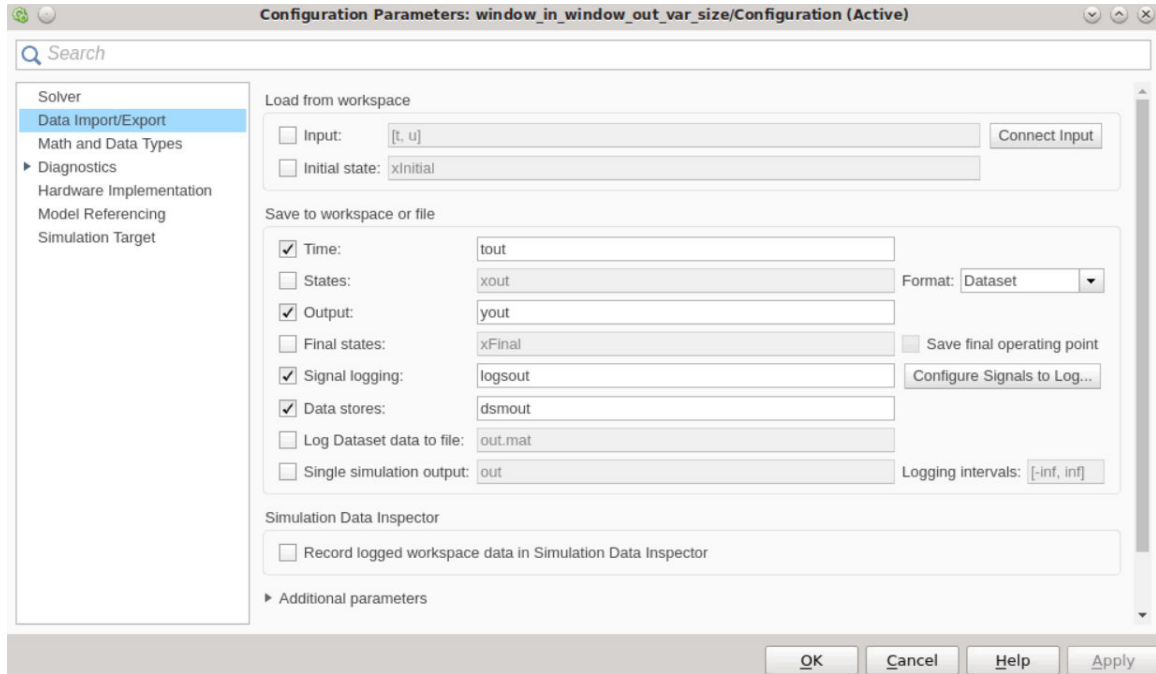 Configuration Parameters: window_in_window_out_var_size/Configuration (Active)
Search
Solver
Data Import/Export
Math and Data Types
Diagnostics
Hardware Implementation
Model Referencing
Simulation Target
Load from workspace
Input: [t, u] Connect Input
Initial state: xInitial
Save to workspace or file
Time: tout
States: xout Format: Dataset
Output: yout
Final states: xFinal Save final operating point
Signal logging: logsout Configure Signals to Log...
Data stores: dsmout
Log Dataset data to file: out.mat
Single simulation output: out Logging intervals: [-inf, inf]
Simulation Data Inspector
Record logged workspace data in Simulation Data Inspector
Additional parameters
OK Cancel Help Apply